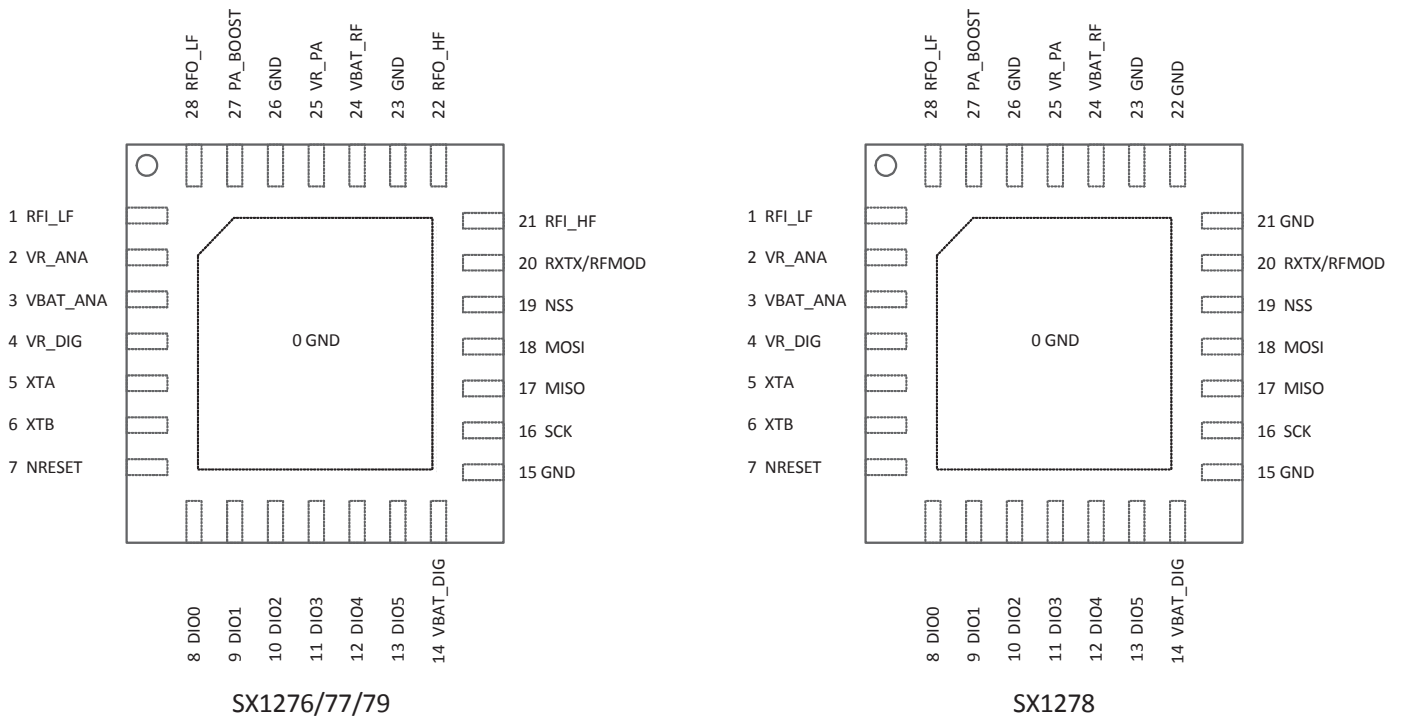 28 RFO_LF
27 PA_BOOST
26 GND
25 VR_PA
24 VBAT_RF
23 GND
22 RFO_HF
1 RFI_LF
2 VR_ANA
3 VBAT_ANA
4 VR_DIG
5 XTA
6 XTB
7 NRESET
0 GND
21 RFI_HF
20 RXTX/RFMOD
19 NSS
18 MOSI
17 MISO
16 SCK
15 GND
8 DIO0
9 DIO1
10 DIO2
11 DIO3
12 DIO4
13 DIO5
14 VBAT_DIG
SX1276/77/79
28 RFO_LF
27 PA_BOOST
26 GND
25 VR_PA
24 VBAT_RF
23 GND
22 GND
1 RFI_LF
2 VR_ANA
3 VBAT_ANA
4 VR_DIG
5 XTA
6 XTB
7 NRESET
0 GND
21 GND
20 RXTX/RFMOD
19 NSS
18 MOSI
17 MISO
16 SCK
15 GND
8 DIO0
9 DIO1
10 DIO2
11 DIO3
12 DIO4
13 DIO5
14 VBAT_DIG
SX1278